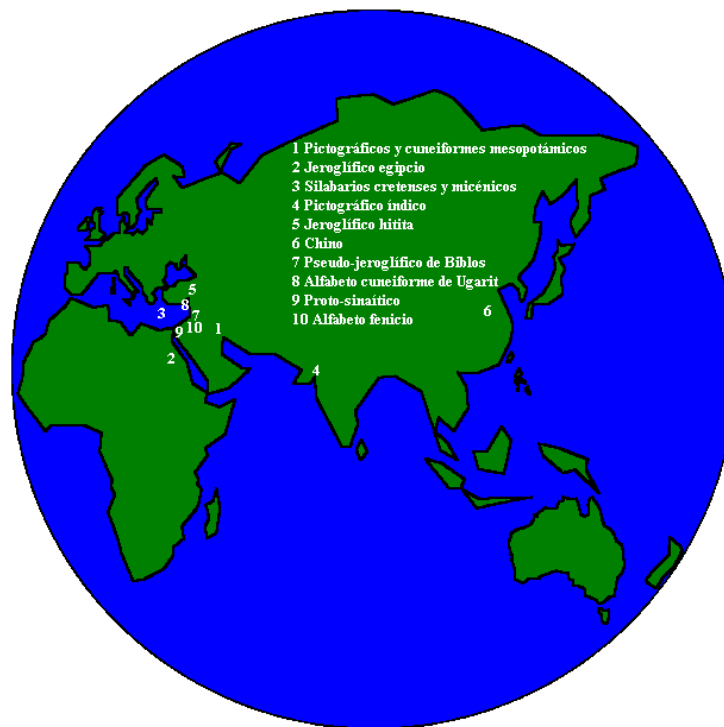 1 Pictográficos y cuneiformes mesopotámicos
2 Jeroglífico egipcio
3 Silabarios cretenses y micénicos
4 Pictográfico índico
5 Jeroglífico hitita
6 Chino
7 Pseudo-jeroglífico de Biblos
8 Alfabeto cuneiforme de Ugarit
9 Proto-sinaítico
10 Alfabeto fenicio
5
8
3
7
6
9 10 1
2
4